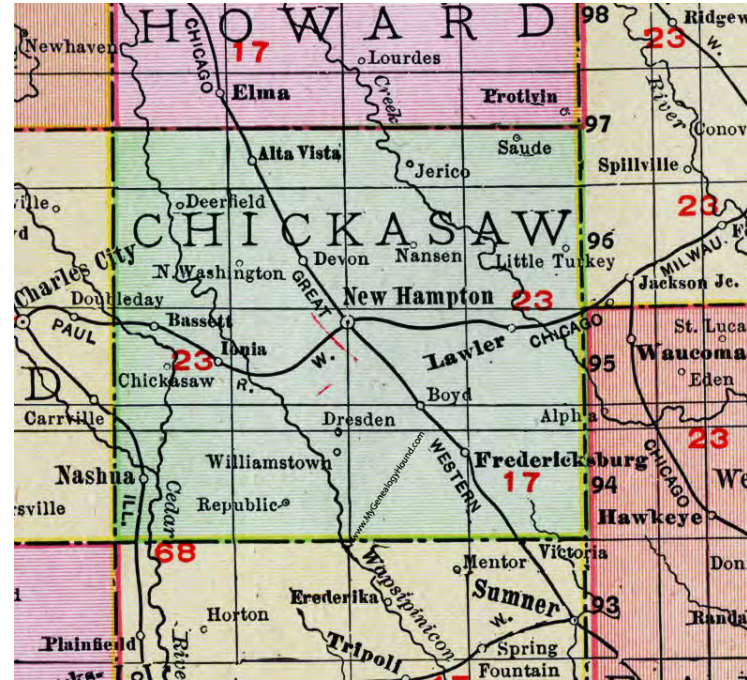 HOWARD
98
Ridgew
23
W.
Newhaven
CHICAGO
17
Lourdes
Elma
Creek
Protivin
River
97
Conov
Alta Vista
Saude
Jerico
Spillville
ville
Deerfield
23
CHICKASAW
Charles City
N. Washington
Devon
Nansen
96
Little Turkey
MILWAU.
Jackson Jc.
Doubleday
GREAT
New Hampton
23
PAUL
Bassett
Lawler
CHICAGO
St. Luca
23
Ionia
W.
R.
95
Waucoma
Chickasaw
Eden
D
Boyd
Carrville
Dresden
Alpha
CHICAGO
23
www.MyGenealogyHound.com
Williamstown
WESTERN
Fredericksburg
We
Nashua
17
94
ILL.
Cedar
Republic
Hawkeye
rsville
68
Victoria
Mentor
Wapsipinicon
Sumner
Don
Frederika
93
Horton
W.
Randa
Plainfield
River
Tripoli
Spring
Fountain